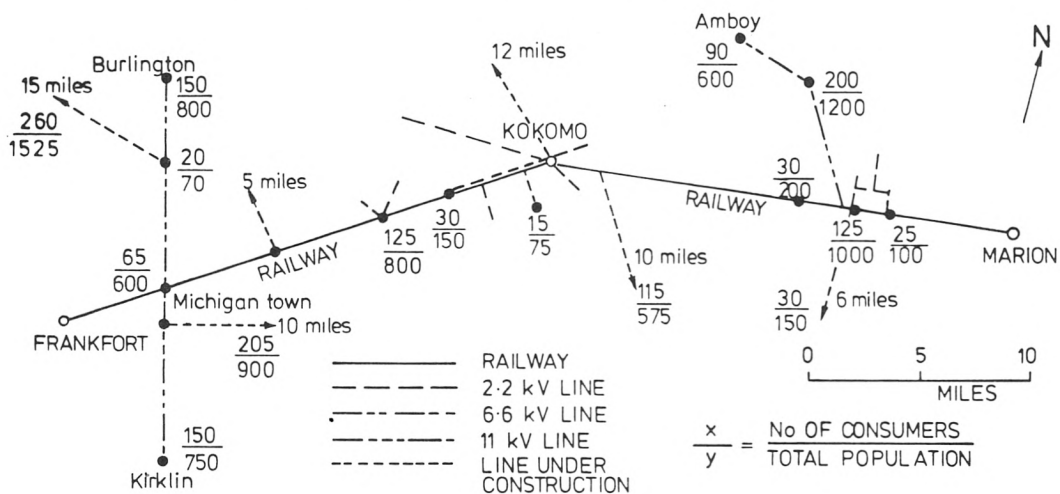 Amboy
90
600
200
1200
N
12 miles
Burlington
15 miles
150
800
260
1525
20
70
KOKOMO
5 miles
30
200
RAILWAY
125
1000
25
100
MARION
65
600
RAILWAY
125
800
30
150
15
75
10 miles
115
575
30
150
6 miles
Michigan town
FRANKFORT
10 miles
205
900
0 5 10
MILES
RAILWAY
2·2 kV LINE
6·6 kV LINE
11 kV LINE
LINE UNDER
CONSTRUCTION
150
750
Kirklin
x = No OF CONSUMERS
y TOTAL POPULATION